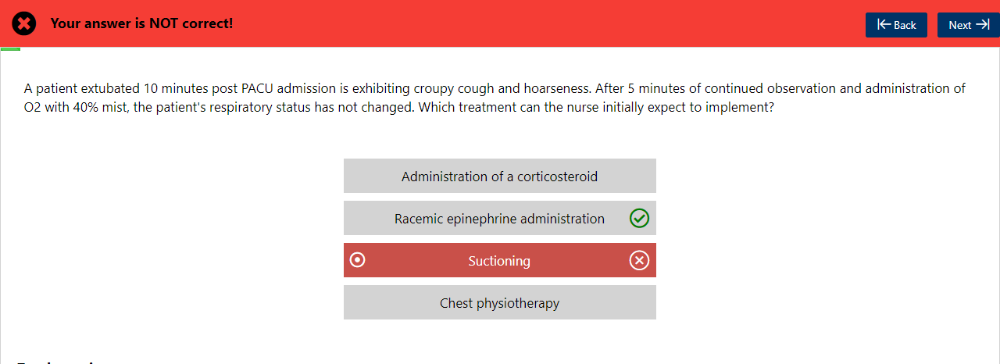 Your answer is NOT correct!
Back
Next
A patient extubated 10 minutes post PACU admission is exhibiting croupy cough and hoarseness. After 5 minutes of continued observation and administration of
O2 with 40% mist, the patient's respiratory status has not changed. Which treatment can the nurse initially expect to implement?
Administration of a corticosteroid
Racemic epinephrine administration
Suctioning
Chest physiotherapy